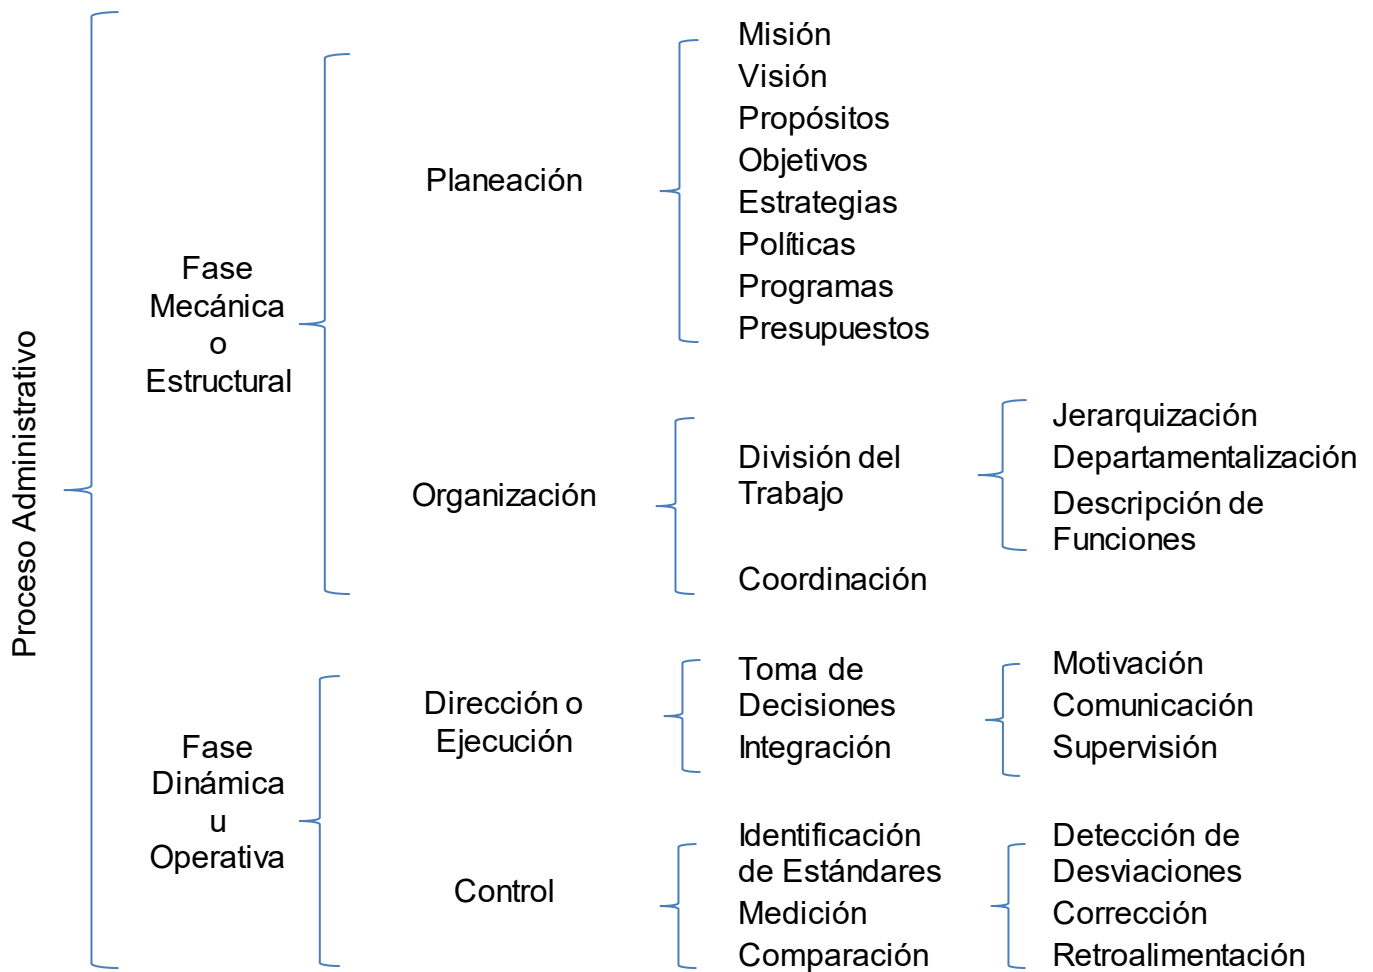 Proceso Administrativo
Fase
Mecánica
o
Estructural
Planeación
Misión
Visión
Propósitos
Objetivos
Estrategias
Políticas
Programas
Presupuestos
Organización
División del
Trabajo
Jerarquización
Departamentalización
Descripción de
Funciones
Coordinación
Fase
Dinámica
u
Operativa
Dirección o
Ejecución
Toma de
Decisiones
Integración
Motivación
Comunicación
Supervisión
Control
Identificación
de Estándares
Medición
Comparación
Detección de
Desviaciones
Corrección
Retroalimentación